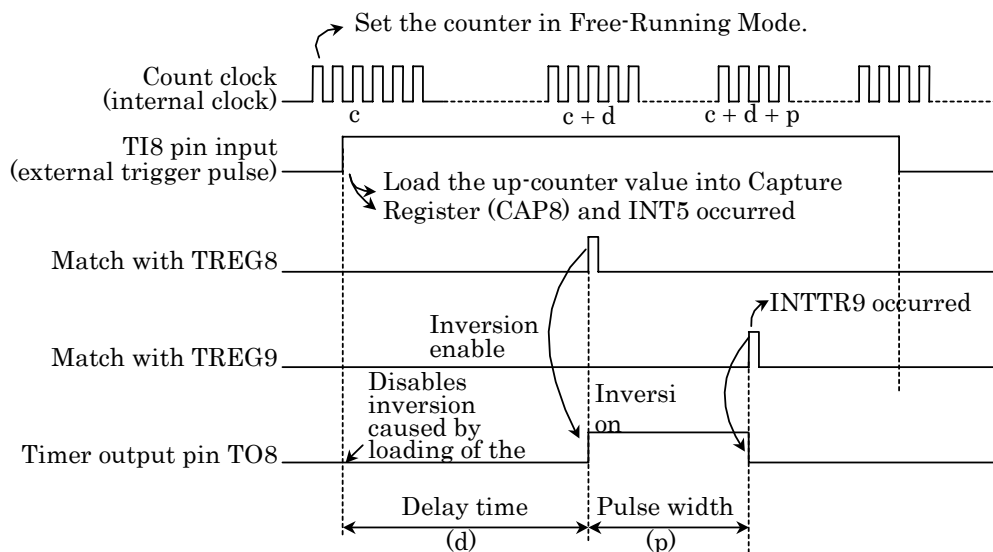 Set the counter in Free-Running Mode.
Count clock
(internal clock)
c
c + d
c + d + p
TI8 pin input
(external trigger pulse)
Load the up-counter value into Capture
Register (CAP8) and INT5 occurred
Match with TREG8
INTTR9 occurred
Inversion
enable
Match with TREG9
Disables
inversion
caused by
loading of the
Inversi
on
Timer output pin TO8
Delay time
(d)
Pulse width
(p)